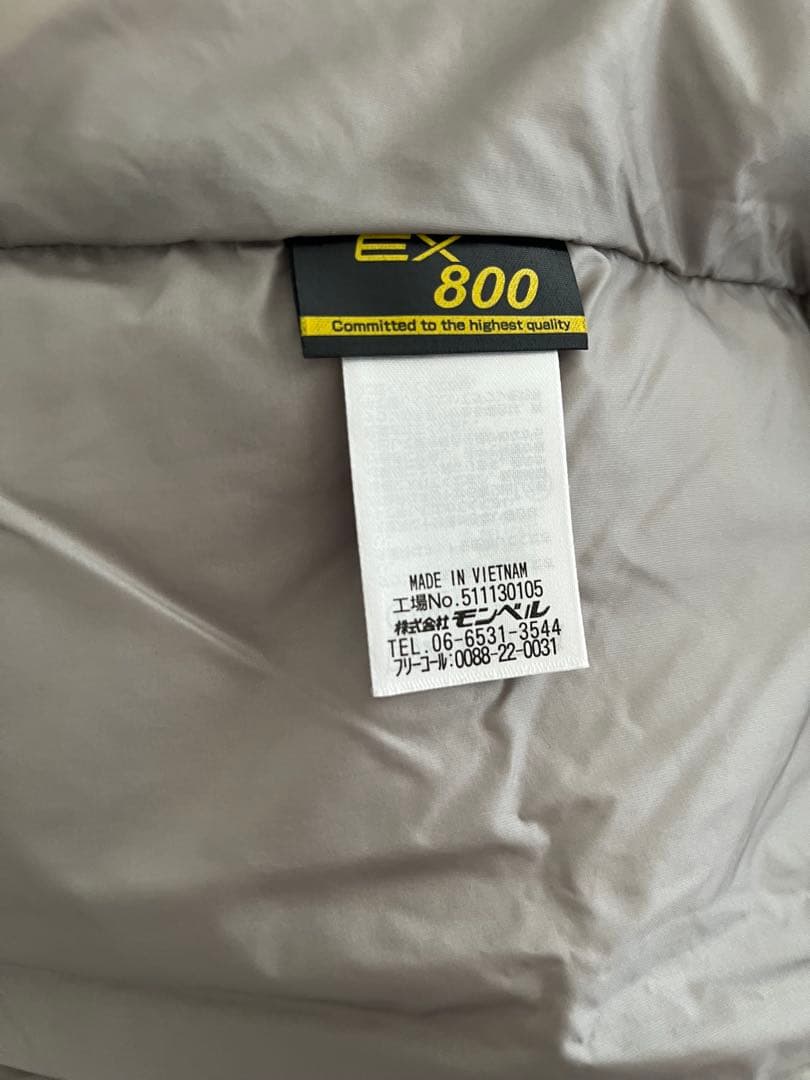 EX
800
Committed to the highest quality
MADE IN VIETNAM
工場No.511130105
株式会社 モンベル
TEL.06-6531-3544
フリーコール:0088-22-0031